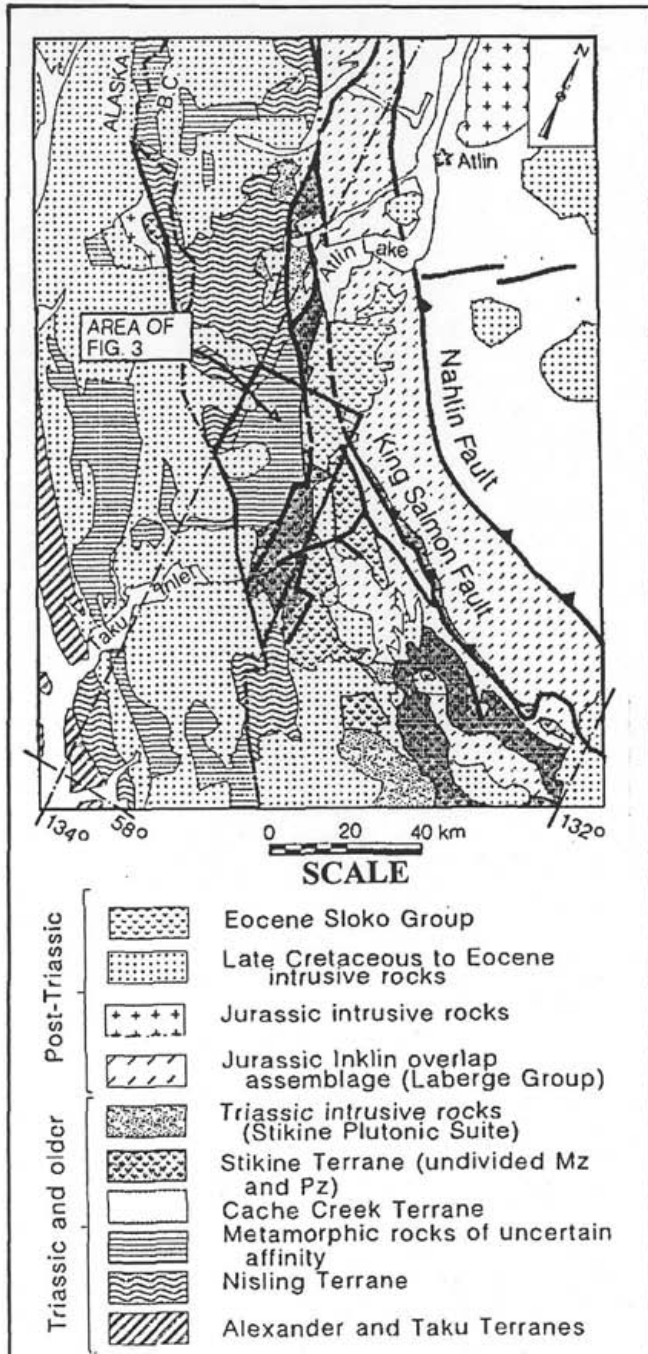 N
ALASKA
B.C.
Atlin
Atlin Lake
AREA OF
FIG. 3
Nahlin Fault
King Salmon Fault
Taku Inlet
134o
58o
132o
0 20 40 km
SCALE
Post-Triassic
Eocene Sloko Group
Late Cretaceous to Eocene
intrusive rocks
Jurassic intrusive rocks
Jurassic Inklin overlap
assemblage (Laberge Group)
Triassic and older
Triassic intrusive rocks
(Stikine Plutonic Suite)
Stikine Terrane (undivided Mz
and Pz)
Cache Creek Terrane
Metamorphic rocks of uncertain
affinity
Nisling Terrane
Alexander and Taku Terranes